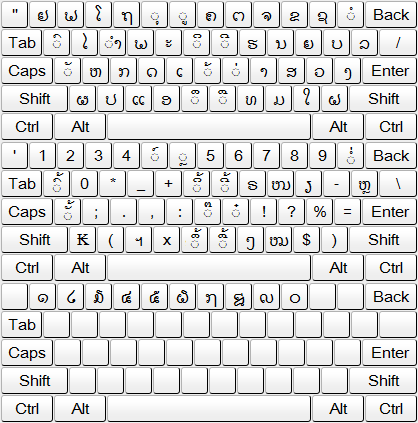 " ຢ ຟ ໂ ຖ ຸ ູ ຄ ຕ ຈ ຂ ຊ ໍ Back
Tab ົ ໄ ຳ ພ ະ ິ ີ ຮ ນ ຍ ບ ລ /
Caps ັ ຫ ກ ດ ເ ້ ່ າ ສ ວ ງ Enter
Shift ຜ ປ ແ ອ ຶ ື ທ ມ ໃ ຝ Shift
Ctrl Alt Alt Ctrl
' 1 2 3 4 ໌ ຼ 5 6 7 8 9 ໍ່ Back
Tab ົ້ 0 * _ + ິ້ ີ້ ຣ ໜ ຽ - ຫຼ \
Caps ັ້ ; . , : ໊ ໋ ! ? % = Enter
Shift ₭ ( ຯ x ຶ້ ື້ ໆ ໝ $ ) Shift
Ctrl Alt Alt Ctrl
໑ ໒ ໓ ໔ ໕ ໖ ໗ ໘ ໙ ໐ Back
Tab
Caps Enter
Shift Shift
Ctrl Alt Alt Ctrl